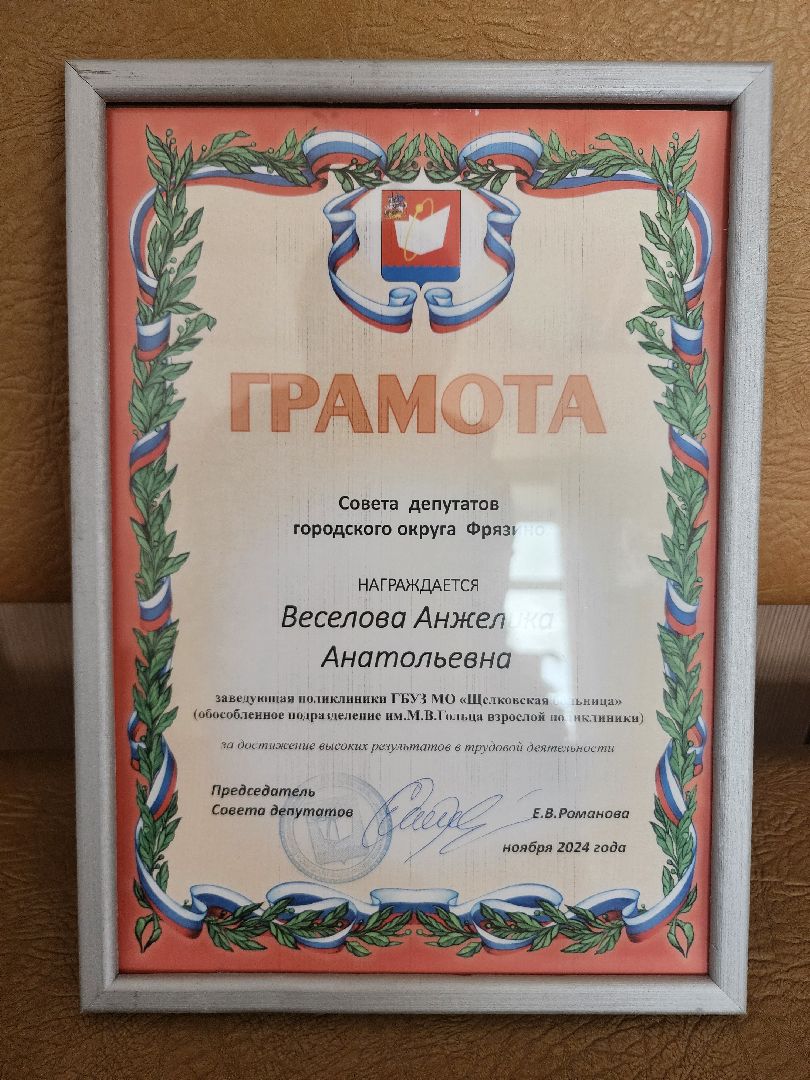 ГРАМОТА
Совета депутатов
городского округа Фрязино
НАГРАЖДАЕТСЯ
Веселова Анжелика
Анатольевна
заведующая поликлиники ГБУЗ МО «Щелковская больница»
(обособленное подразделение им.М.В.Гольца взрослой поликлиники)
за достижение высоких результатов в трудовой деятельности
Председатель
Совета депутатов Е.В.Романова
ноября 2024 года